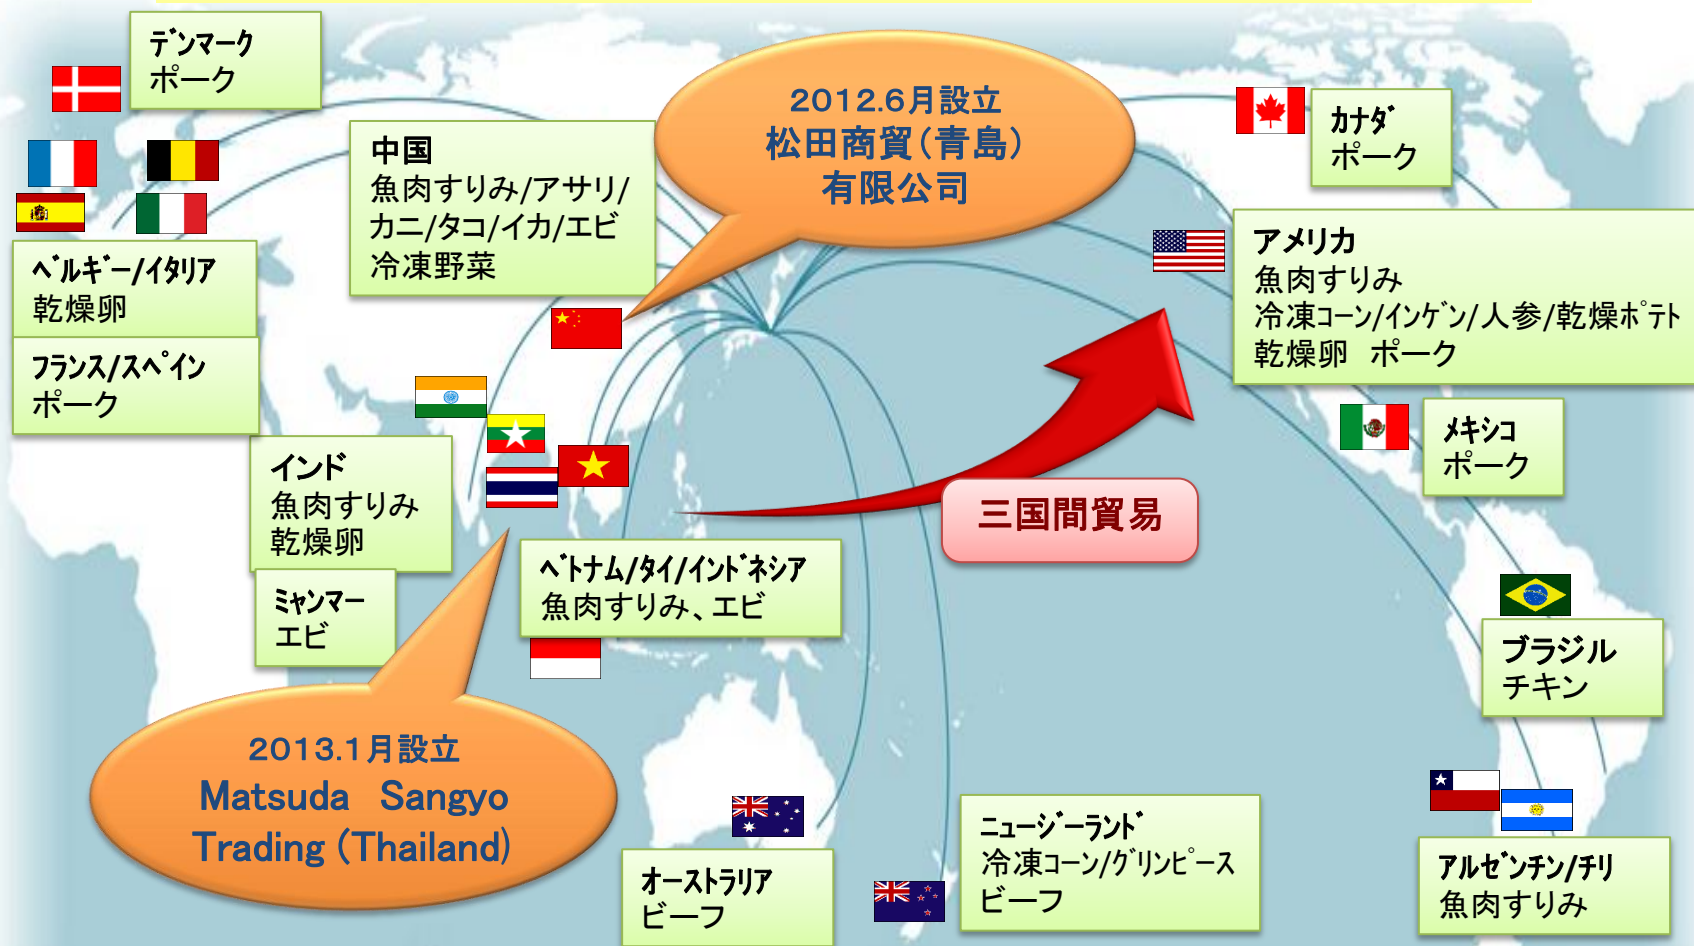 デンマーク
ポーク
中国
魚肉すりみ/アサリ/
カニ/タコ/イカ/エビ
冷凍野菜
2012.6月設立
松田商貿(青島)
有限公司
カナダ
ポーク
アメリカ
魚肉すりみ
冷凍コーン/インゲン/人参/乾燥ポテト
乾燥卵 ポーク
ベルギー/イタリア
乾燥卵
フランス/スペイン
ポーク
メキシコ
ポーク
インド
魚肉すりみ
乾燥卵
三国間貿易
ミャンマー
エビ
ベトナム/タイ/インドネシア
魚肉すりみ、エビ
ブラジル
チキン
2013.1月設立
Matsuda Sangyo
Trading (Thailand)
オーストラリア
ビーフ
ニュージーランド
冷凍コーン/グリンピース
ビーフ
アルゼンチン/チリ
魚肉すりみ